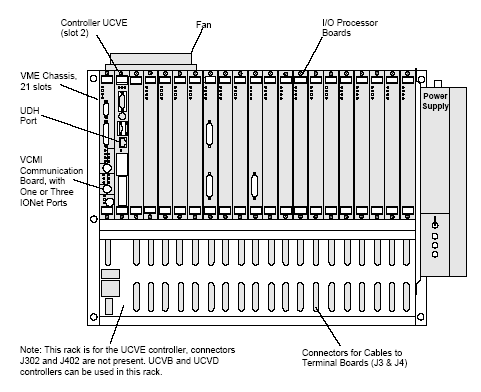 Controller UCVE
(slot 2)
Fan
I/O Processor
Boards
VME Chassis,
21 slots
Power
Supply
UDH
Port
VCMI
Communication
Board, with
One or Three
IONet Ports
Note: This rack is for the UCVE controller, connectors
J302 and J402 are not present. UCVB and UCVD
controllers can be used in this rack.
Connectors for Cables to
Terminal Boards (J3 & J4)